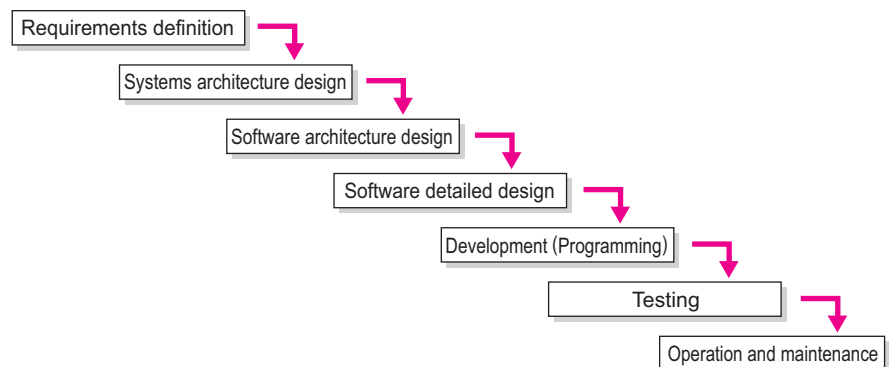 Requirements definition
Systems architecture design
Software architecture design
Software detailed design
Development (Programming)
Testing
Operation and maintenance